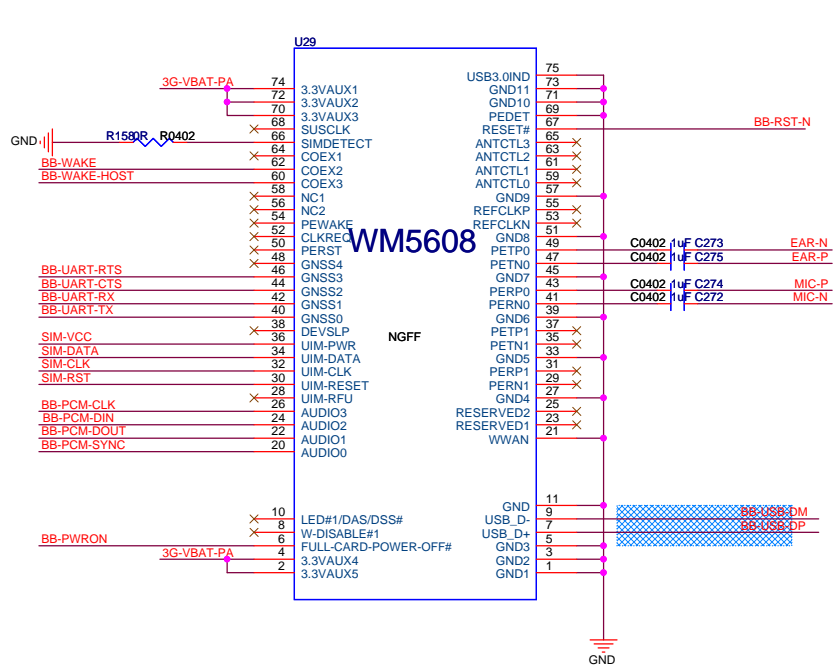 U29
3G-VBAT-PA 74 3.3VAUX1
72 3.3VAUX2
70 3.3VAUX3
68 SUSCLK
GND R158 0R R0402 66 SIMDETECT
64 COEX1
BB-WAKE 62 COEX2
BB-WAKE-HOST 60 COEX3
58 NC1
56 NC2
54 PEWAKE
52 CLKREQ
50 PERST
48 GNSS4
BB-UART-RTS 46 GNSS3
BB-UART-CTS 44 GNSS2
BB-UART-RX 42 GNSS1
BB-UART-TX 40 GNSS0
38 DEVSLP
SIM-VCC 36 UIM-PWR
SIM-DATA 34 UIM-DATA
SIM-CLK 32 UIM-CLK
SIM-RST 30 UIM-RESET
28 UIM-RFU
BB-PCM-CLK 26 AUDIO3
BB-PCM-DIN 24 AUDIO2
BB-PCM-DOUT 22 AUDIO1
BB-PCM-SYNC 20 AUDIO0
10 LED#1/DAS/DSS#
8 W-DISABLE#1
BB-PWRON 6 FULL-CARD-POWER-OFF#
3G-VBAT-PA 4 3.3VAUX4
2 3.3VAUX5
WM5608
NGFF
USB3.0IND 75
GND11 73
GND10 71
PEDET 69
RESET# 67 BB-RST-N
ANTCTL3 65
ANTCTL2 63
ANTCTL1 61
ANTCTL0 59
GND9 57
REFCLKP 55
REFCLKN 53
GND8 51
PETP0 49 C0402 1uF C273 EAR-N
PETN0 47 C0402 1uF C275 EAR-P
GND7 45
PERP0 43 C0402 1uF C274 MIC-P
PERN0 41 C0402 1uF C272 MIC-N
GND6 39
PETP1 37
PETN1 35
GND5 33
PERP1 31
PERN1 29
GND4 27
RESERVED2 25
RESERVED1 23
WWAN 21
GND 11
USB_D- 9 BB-USB-DM
USB_D+ 7 BB-USB-DP
GND3 5
GND2 3
GND1 1
GND